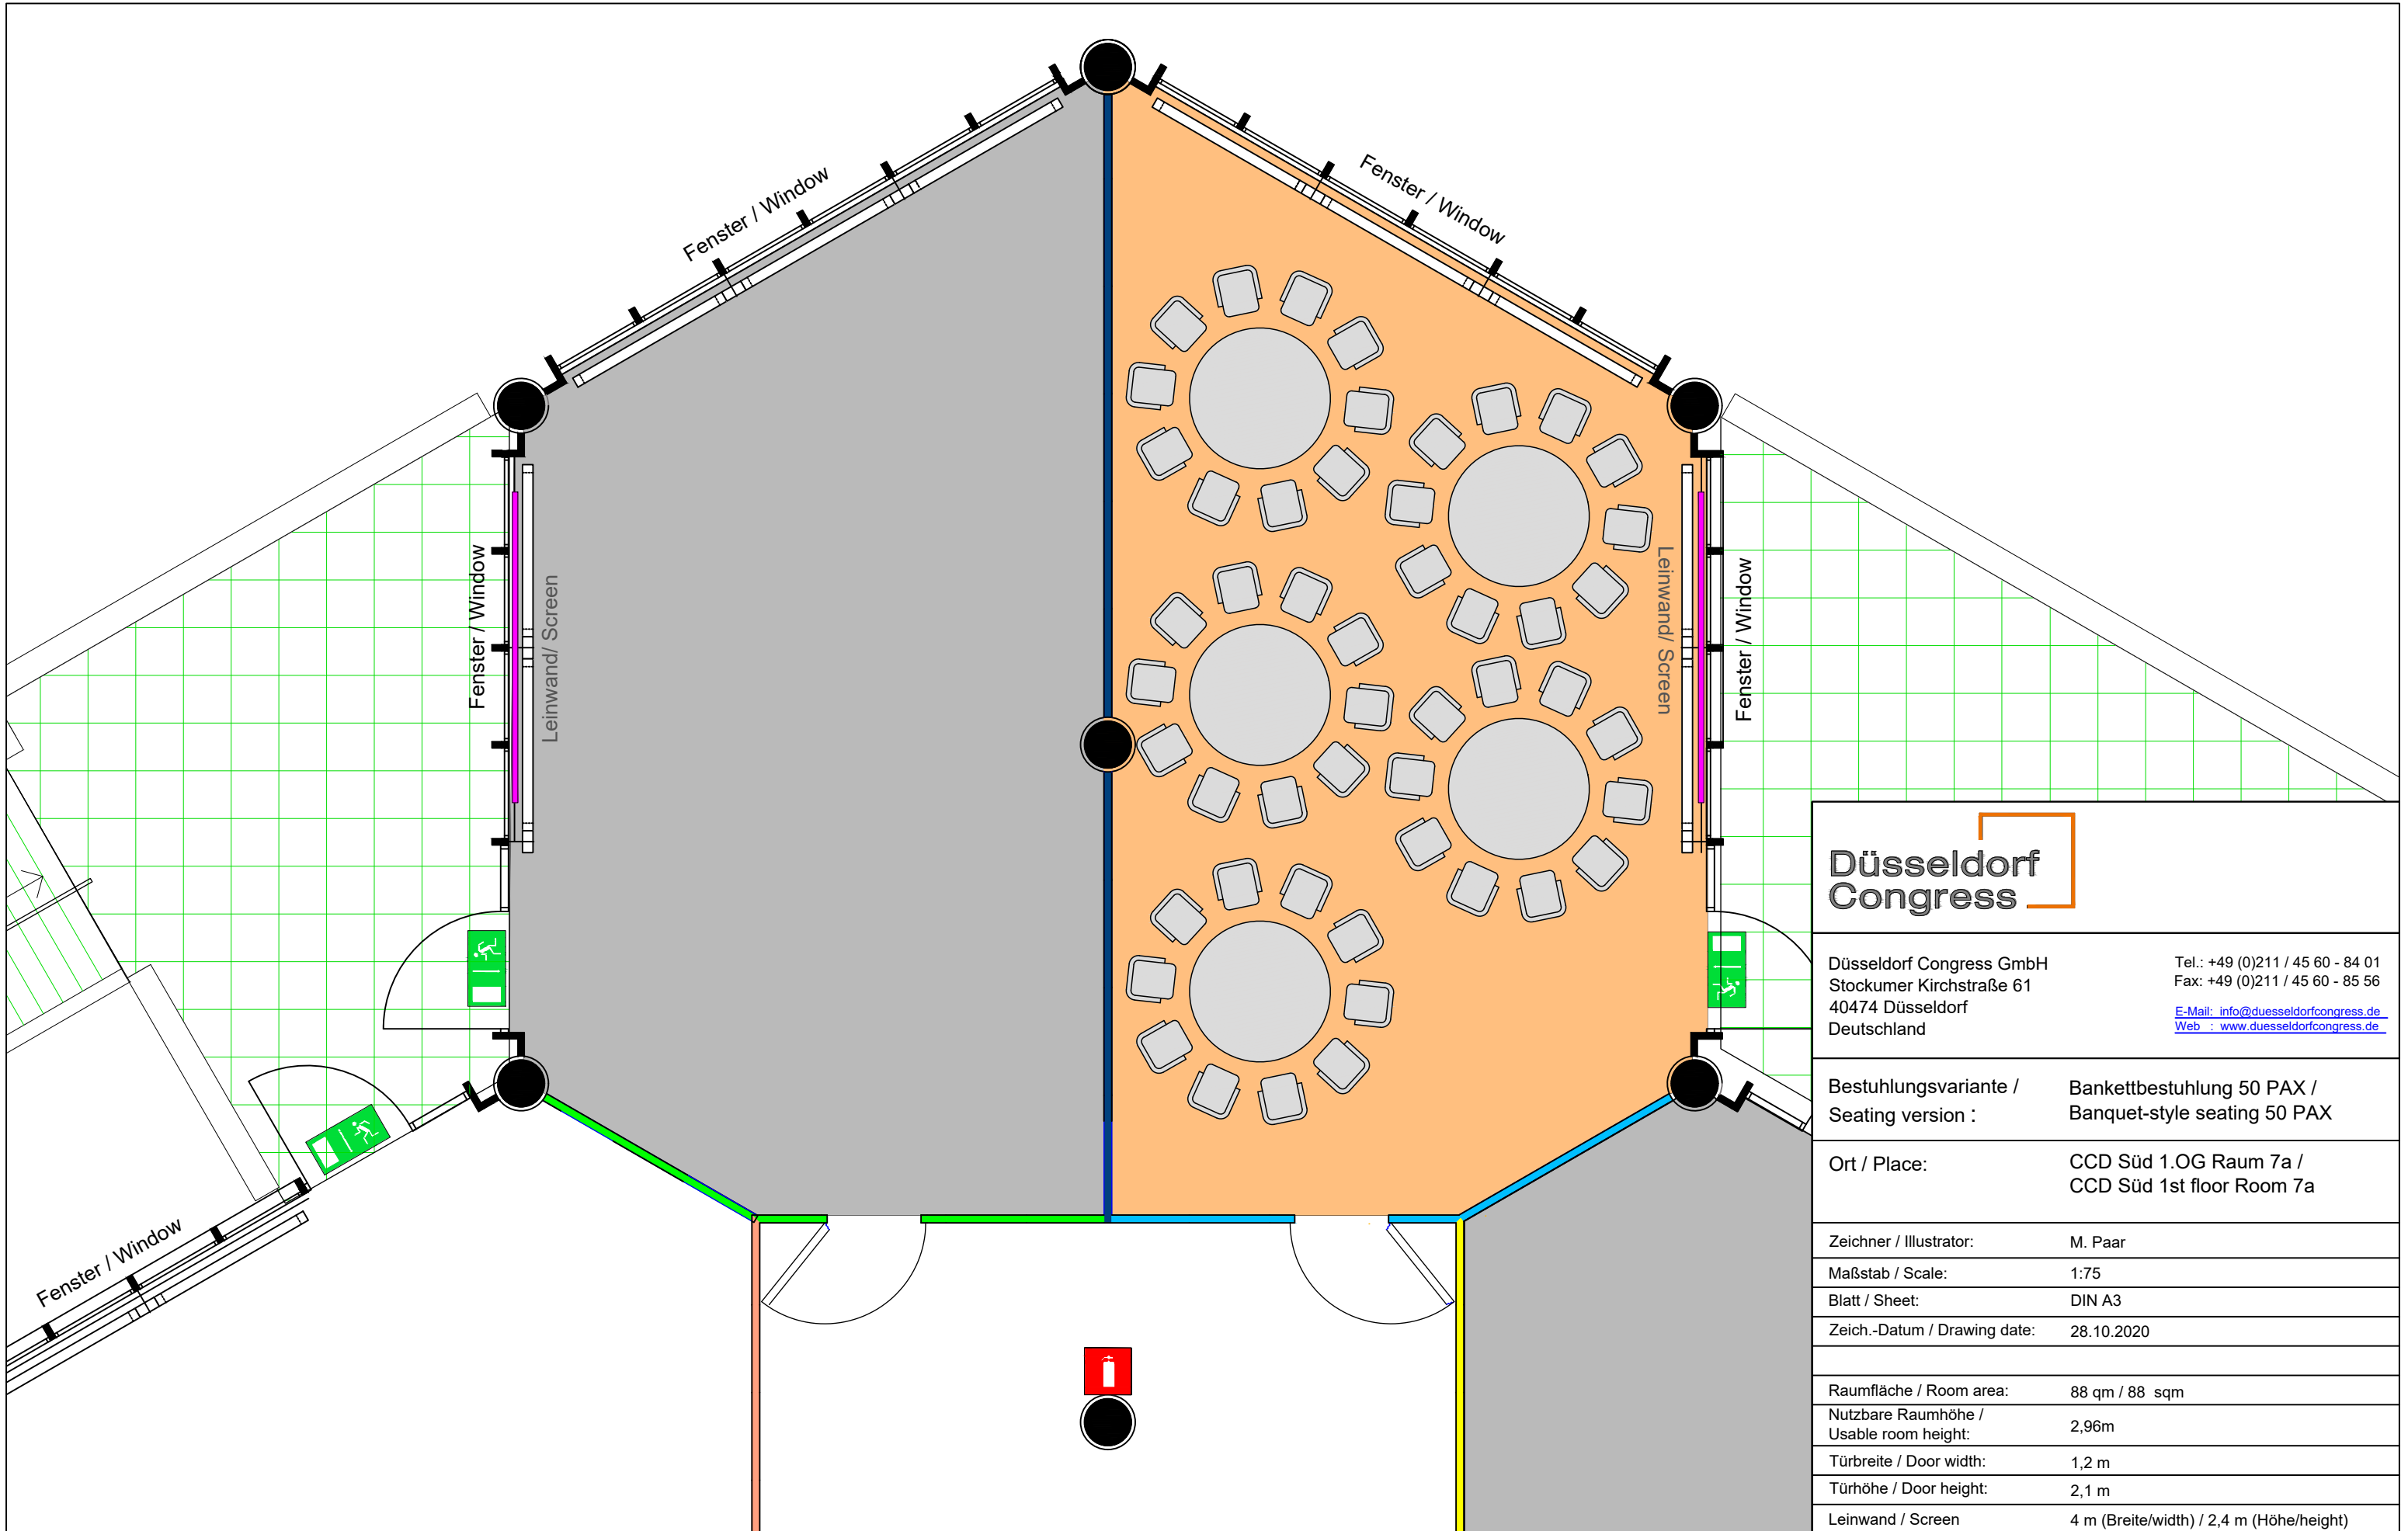 Fenster / Window
Fenster / Window
Fenster / Window
Leinwand/ Screen
Leinwand/ Screen
Fenster / Window
Fenster / Window
Düsseldorf
Congress
Düsseldorf Congress GmbH
Stockumer Kirchstraße 61
40474 Düsseldorf
Deutschland
Tel.: +49 (0)211 / 45 60 - 84 01
Fax: +49 (0)211 / 45 60 - 85 56
E-Mail: info@duesseldorfcongress.de
Web : www.duesseldorfcongress.de
Bestuhlungsvariante / Bankettbestuhlung 50 PAX /
Seating version : Banquet-style seating 50 PAX
Ort / Place: CCD Süd 1.OG Raum 7a /
CCD Süd 1st floor Room 7a
Zeichner / Illustrator: M. Paar
Maßstab / Scale: 1:75
Blatt / Sheet: DIN A3
Zeich.-Datum / Drawing date: 28.10.2020
Raumfläche / Room area: 88 qm / 88 sqm
Nutzbare Raumhöhe /
Usable room height: 2,96m
Türbreite / Door width: 1,2 m
Türhöhe / Door height: 2,1 m
Leinwand / Screen 4 m (Breite/width) / 2,4 m (Höhe/height)